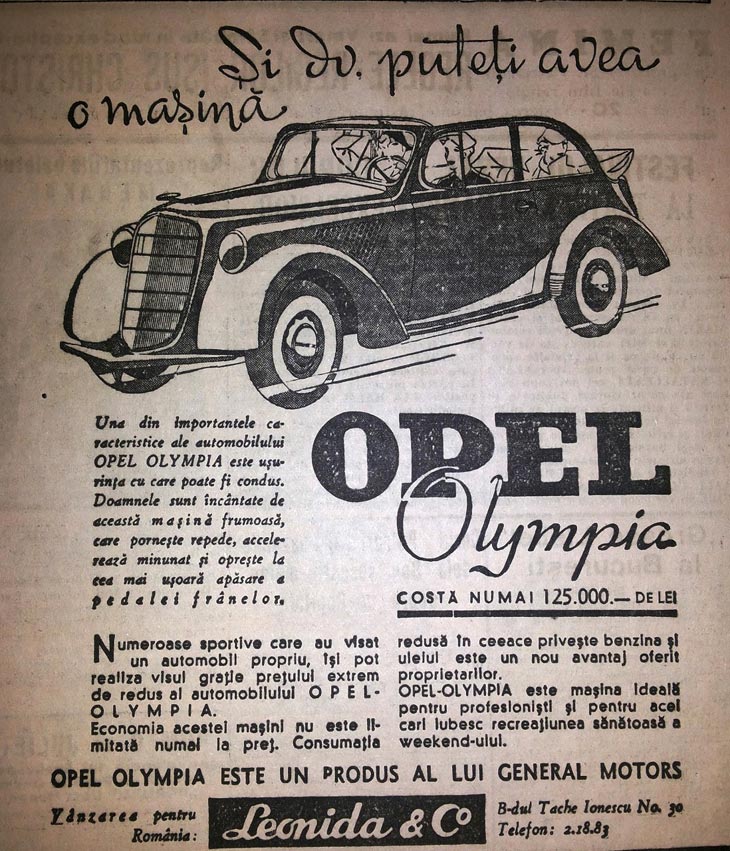 Și dv. puteți avea
o mașină
Una din importantele ca-
racteristice ale automobilului
OPEL OLYMPIA este ușu-
rința cu care poate fi condus.
Doamnele sunt încântate de
această mașină frumoasă,
care pornește repede, accele-
rează minunat și oprește la
cea mai ușoară apăsare a
pedalei frânelor.
OPEL
Olympia
COSTĂ NUMAI 125.000.— DE LEI
Numeroase sportive care au visat
un automobil propriu, își pot
realiza visul grație prețului extrem
de redus al automobilului OPEL-
OLYMPIA.
Economia acestei mașini nu este li-
mitată numai la preț. Consumația
redusă în ceeace privește benzina și
uleiul este un nou avantaj oferit
proprietarilor.
OPEL-OLYMPIA este mașina ideală
pentru profesioniști și pentru acei
cari iubesc recreațiunea sănătoasă a
weekend-ului.
OPEL OLYMPIA ESTE UN PRODUS AL LUI GENERAL MOTORS
Vânzarea pentru
România:
Leonida & Co
B-dul Tache Ionescu No. 30
Telefon: 2.18.83